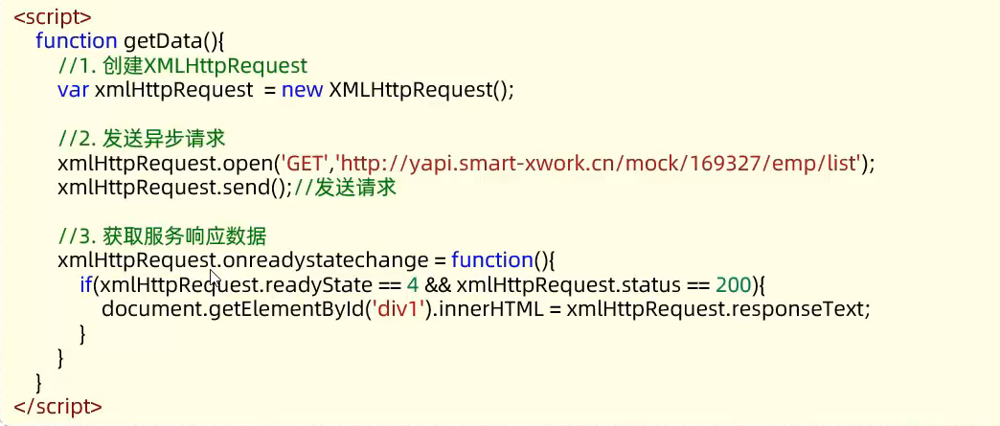 <script>
function getData(){
//1. 创建XMLHttpRequest
var xmlHttpRequest = new XMLHttpRequest();
//2. 发送异步请求
xmlHttpRequest.open('GET','http://yapi.smart-xwork.cn/mock/169327/emp/list');
xmlHttpRequest.send();//发送请求
//3. 获取服务响应数据
xmlHttpRequest.onreadystatechange = function(){
if(xmlHttpRequest.readyState == 4 && xmlHttpRequest.status == 200){
document.getElementById('div1').innerHTML = xmlHttpRequest.responseText;
}
}
}
</script>